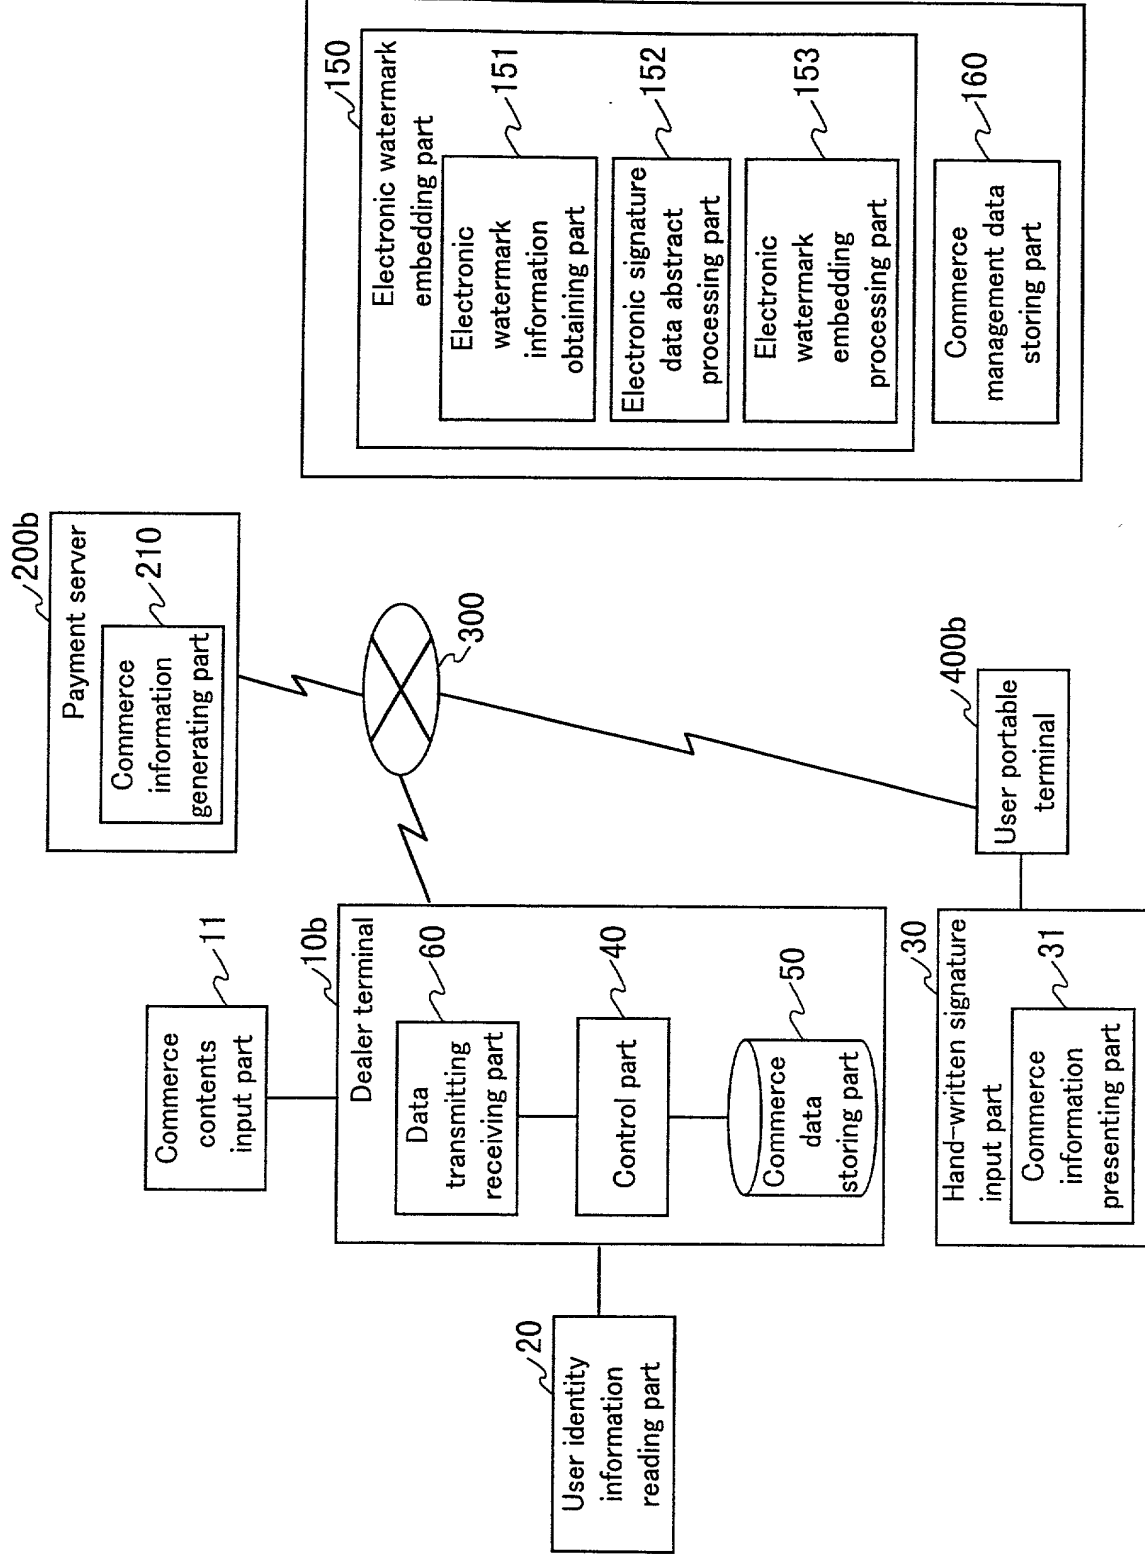 200b
Payment server
210
Commerce
information
generating part
300
11
Commerce
contents
input part
10b
Dealer terminal
60
Data
transmitting
receiving part
40
Control part
50
Commerce
data
storing part
20
User identity
information
reading part
400b
User portable
terminal
30
Hand-written signature
input part
31
Commerce
information
presenting part
150
Electronic watermark
embedding part
151
Electronic
watermark
information
obtaining part
152
Electronic signature
data abstract
processing part
153
Electronic
watermark
embedding
processing part
160
Commerce
management data
storing part